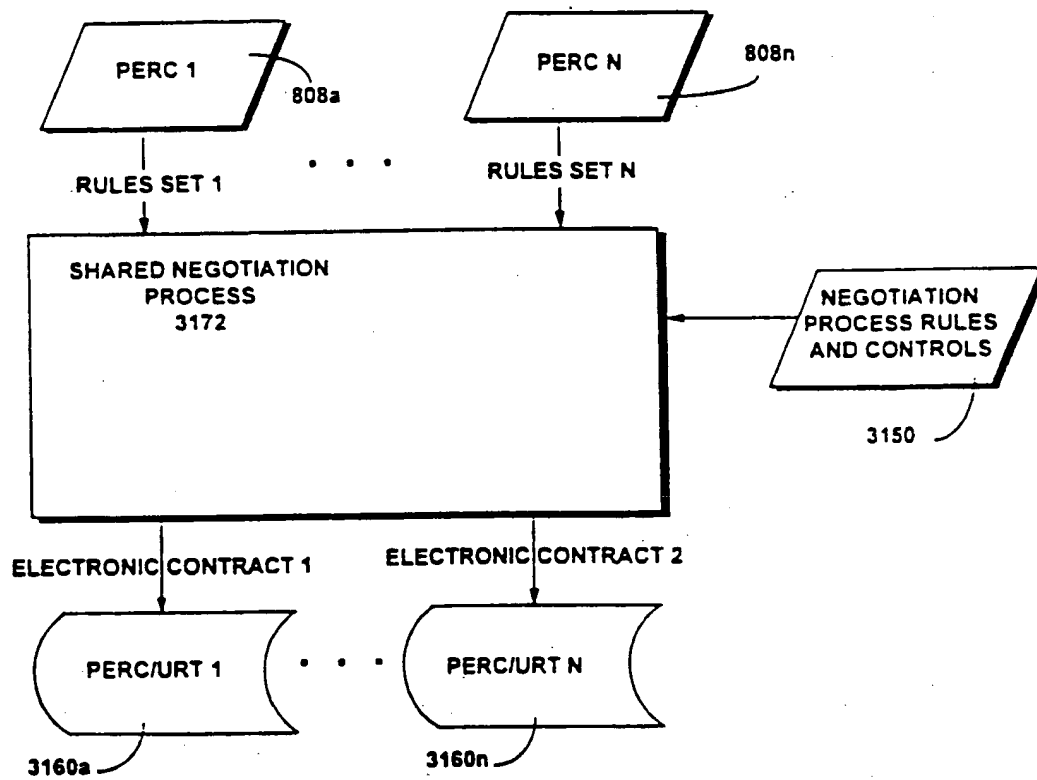 PERC 1
808a
PERC N
808n
RULES SET 1
RULES SET N
SHARED NEGOTIATION
PROCESS
3172
NEGOTIATION
PROCESS RULES
AND CONTROLS
3150
ELECTRONIC CONTRACT 1
ELECTRONIC CONTRACT 2
PERC/URT 1
PERC/URT N
3160a
3160n